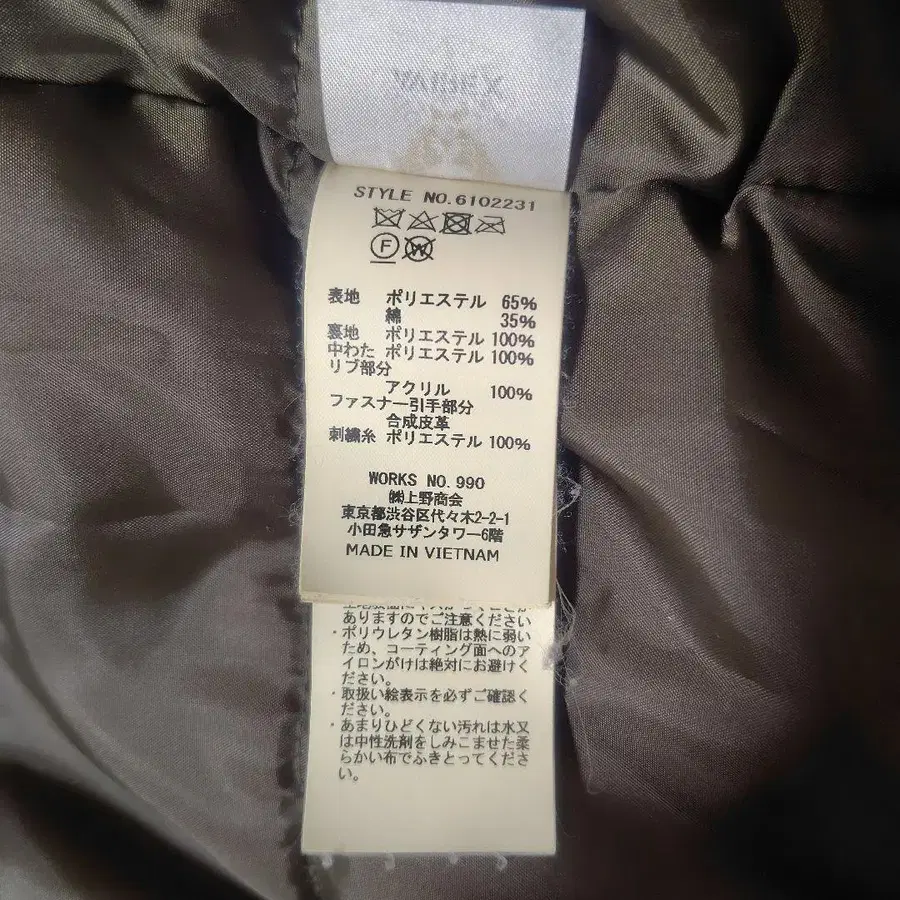 STYLE NO.6102231
F W
表地 ポリエステル 65%
綿 35%
裏地 ポリエステル 100%
中わた ポリエステル 100%
リブ部分
アクリル 100%
ファスナー引手部分
合成皮革
刺繍糸 ポリエステル 100%
WORKS NO.990
㈱上野商会
東京都渋谷区代々木2-2-1
小田急サザンタワー6階
MADE IN VIETNAM
ありますのでご注意ください
・ポリウレタン樹脂は熱に弱い
ため、コーティング面へのア
イロンがけは絶対にお避けく
ださい。
・取扱い絵表示を必ずご確認く
ださい。
・あまりひどくない汚れは水又
は中性洗剤をしみこませた柔
らかい布でふきとってくださ
い。